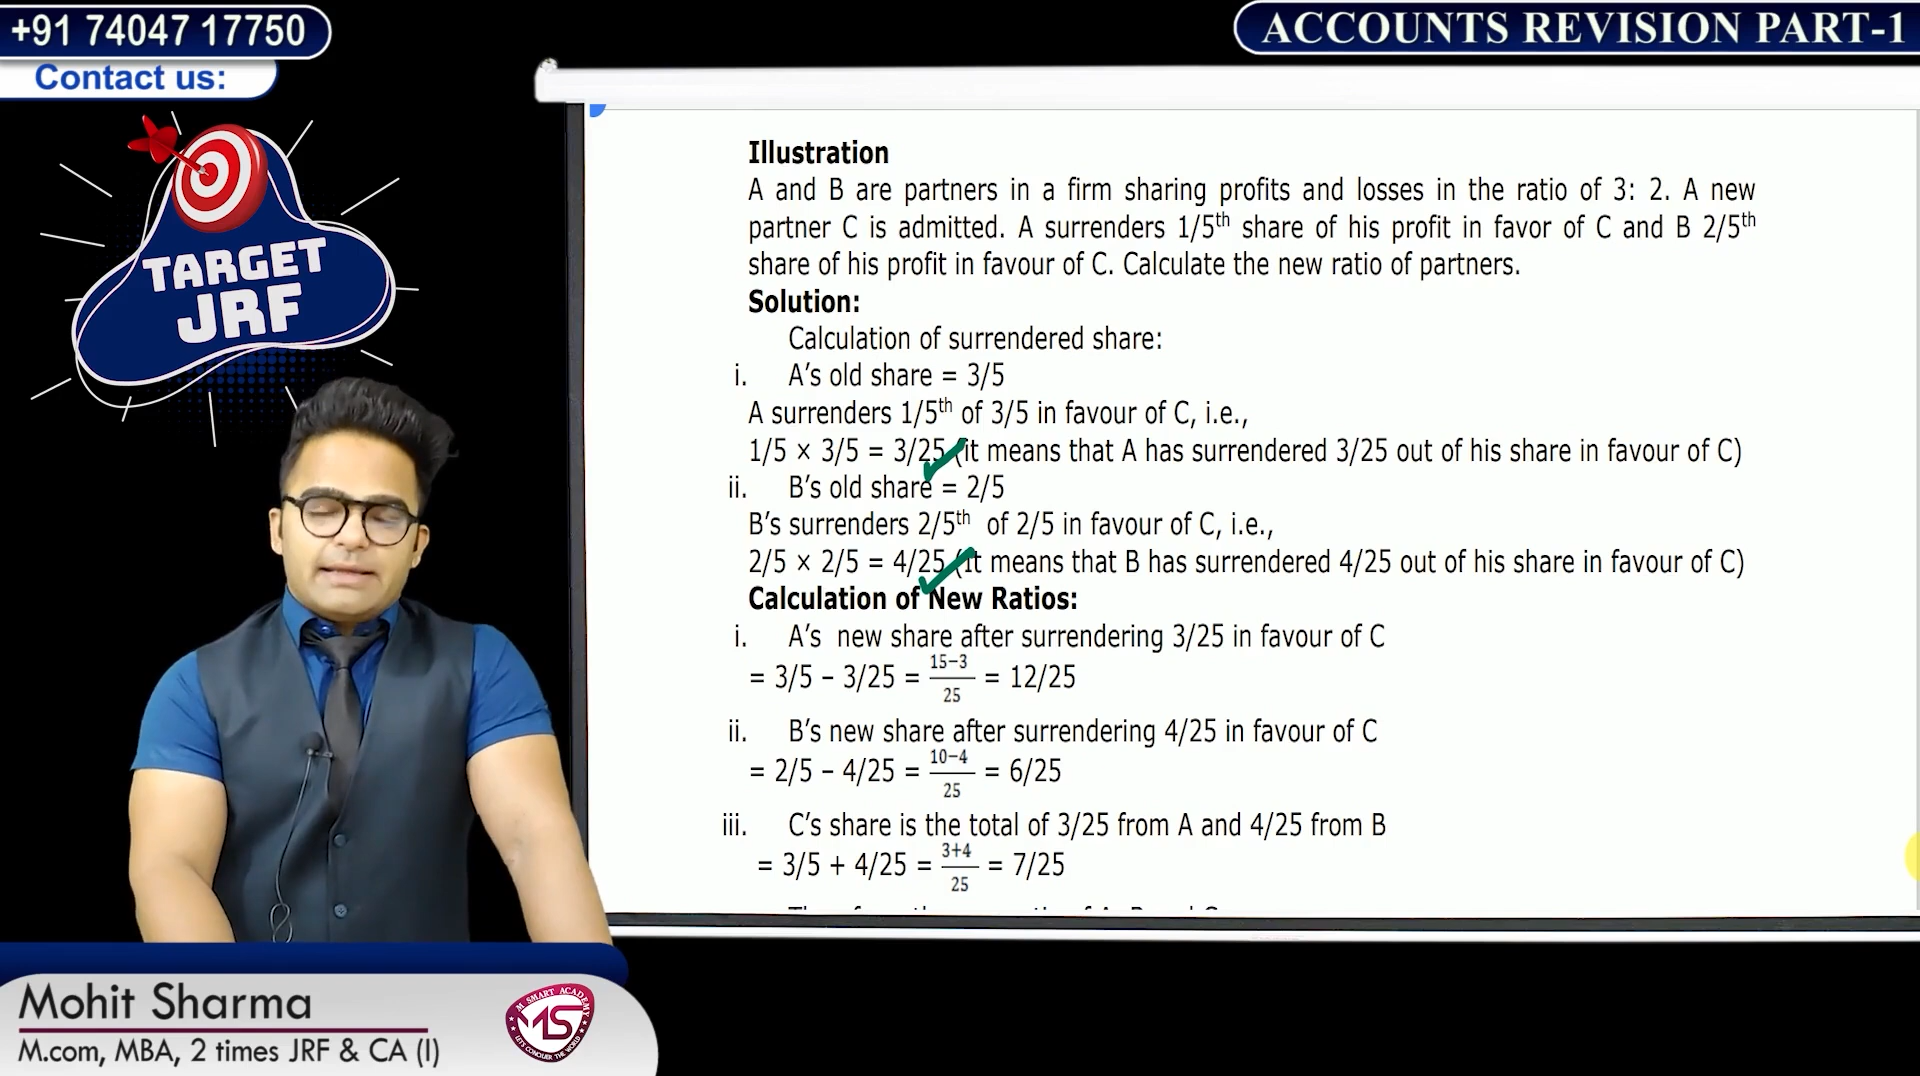 +91 74047 17750
Contact us:
ACCOUNTS REVISION PART-1
TARGET
JRF
Illustration
A and B are partners in a firm sharing profits and losses in the ratio of 3: 2. A new
partner C is admitted. A surrenders 1/5th share of his profit in favor of C and B 2/5th
share of his profit in favour of C. Calculate the new ratio of partners.
Solution:
Calculation of surrendered share:
i. A's old share = 3/5
A surrenders 1/5th of 3/5 in favour of C, i.e.,
1/5 × 3/5 = 3/25 (it means that A has surrendered 3/25 out of his share in favour of C)
ii. B's old share = 2/5
B's surrenders 2/5th of 2/5 in favour of C, i.e.,
2/5 × 2/5 = 4/25 (it means that B has surrendered 4/25 out of his share in favour of C)
Calculation of New Ratios:
i. A's new share after surrendering 3/25 in favour of C
= 3/5 – 3/25 = 15−3/25 = 12/25
ii. B's new share after surrendering 4/25 in favour of C
= 2/5 – 4/25 = 10−4/25 = 6/25
iii. C's share is the total of 3/25 from A and 4/25 from B
= 3/5 + 4/25 = 3+4/25 = 7/25
Mohit Sharma
M.com, MBA, 2 times JRF & CA (I)
M SMART ACADEMY
MS
LET'S CONQUER THE WORLD